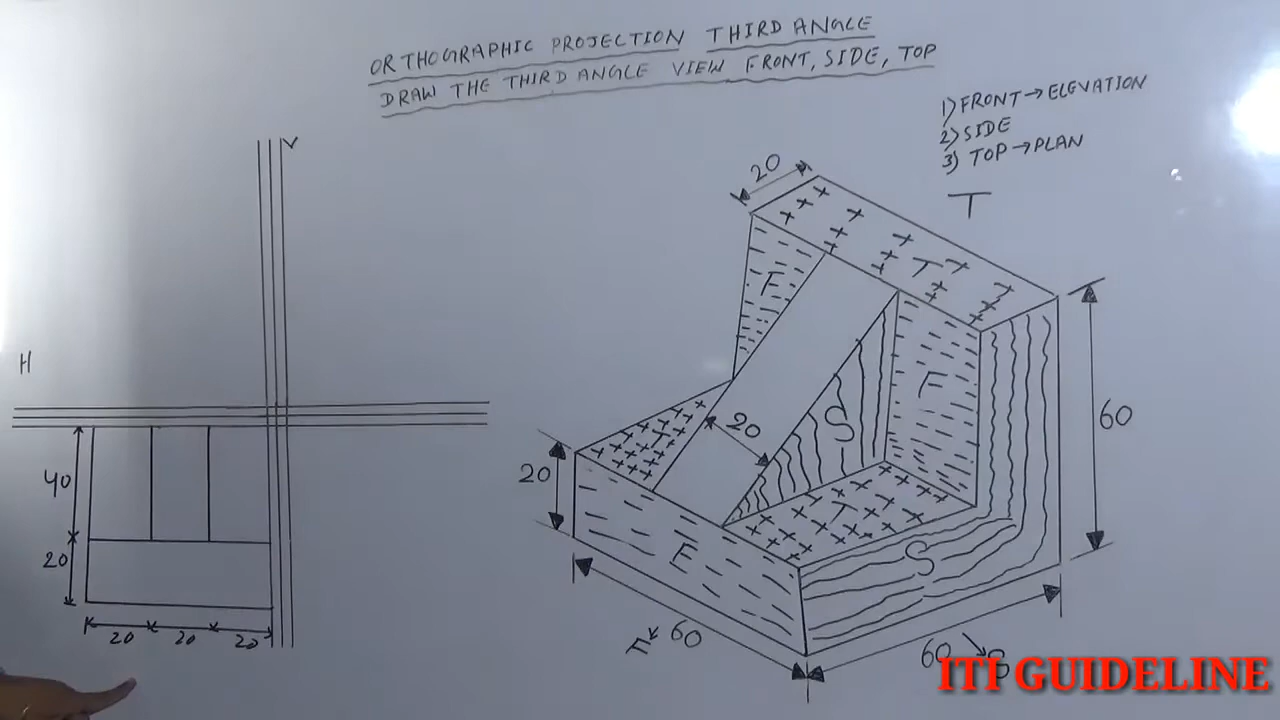 ORTHOGRAPHIC PROJECTION THIRD ANGLE
DRAW THE THIRD ANGLE VIEW FRONT, SIDE, TOP
1) FRONT→ELEVATION
2) SIDE
3) TOP→PLAN
T
V
H
40
20
20 20 20
20
T
F
F
20
S
T
T
20
F
S
60
F
60
60
S
ITI GUIDELINE